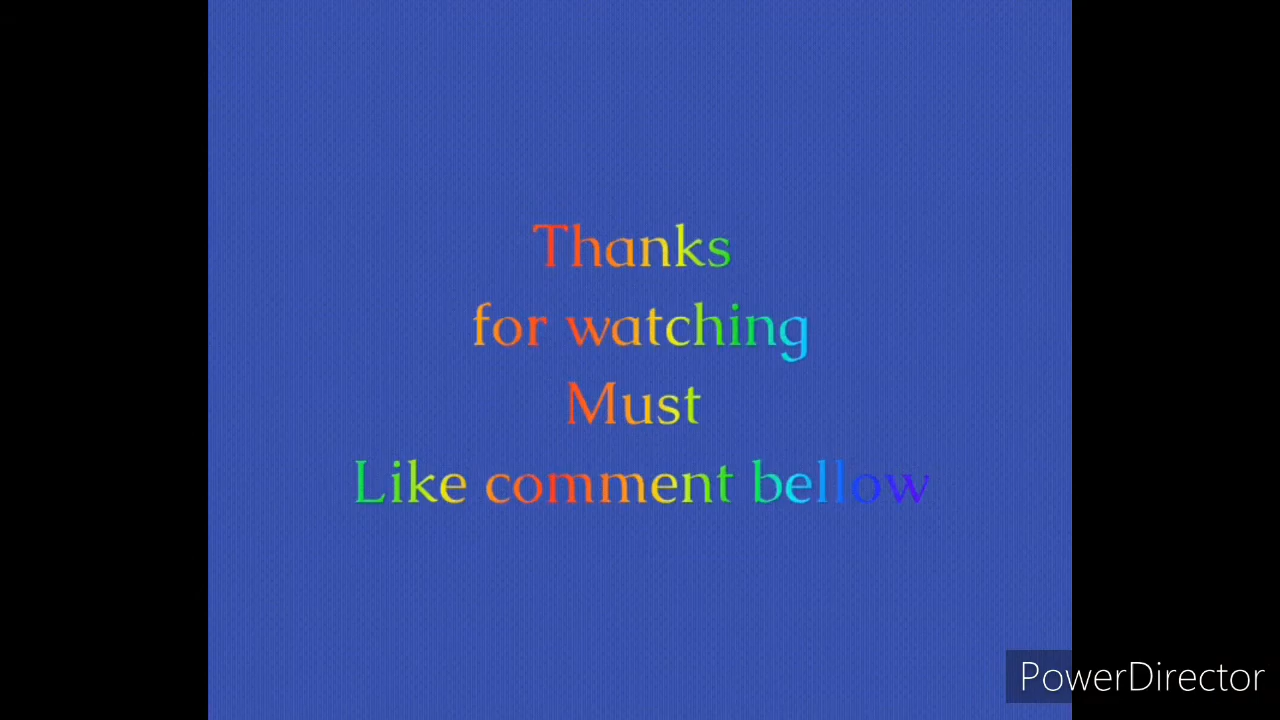 Thanks
for watching
Must
Like comment bellow
PowerDirector